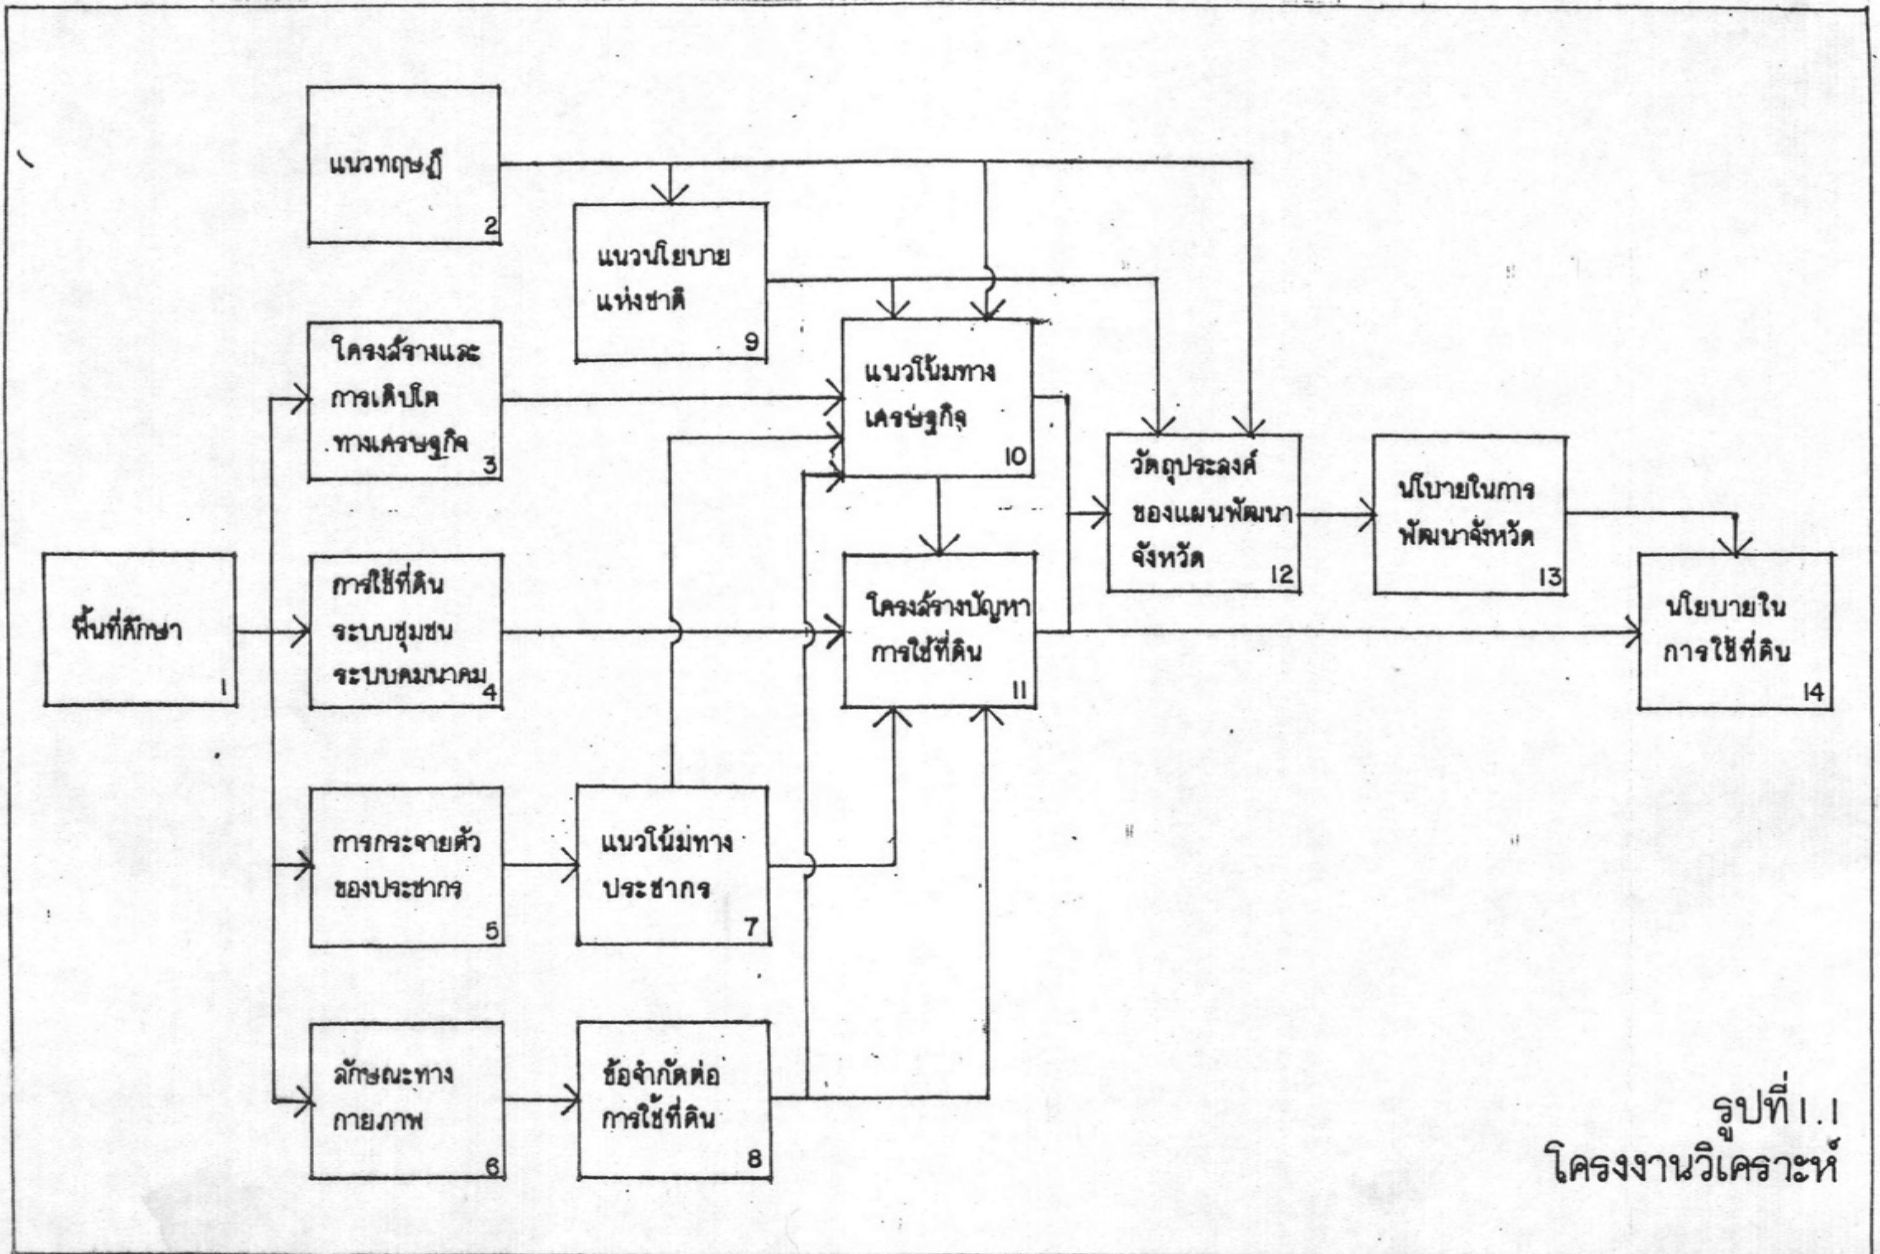 แนวทฤษฎี
2
แนวนโยบาย
แห่งชาติ
9
โครงสร้างและ
การเติบโต
ทางเศรษฐกิจ
3
แนวโน้มทาง
เศรษฐกิจ
10
วัตถุประสงค์
ของแผนพัฒนา
จังหวัด
12
นโบายในการ
พัฒนาจังหวัด
13
พื้นที่ศึกษา
1
การใช้ที่ดิน
ระบบชุมชน
ระบบคมนาคม
4
โครงสร้างปัญหา
การใช้ที่ดิน
11
นโยบายใน
การใช้ที่ดิน
14
การกระจายตัว
ของประชากร
5
แนวโน้มทาง
ประชากร
7
ลักษณะทาง
กายภาพ
6
ข้อจำกัดต่อ
การใช้ที่ดิน
8
รูปที่ 1.1
โครงงานวิเคราะห์